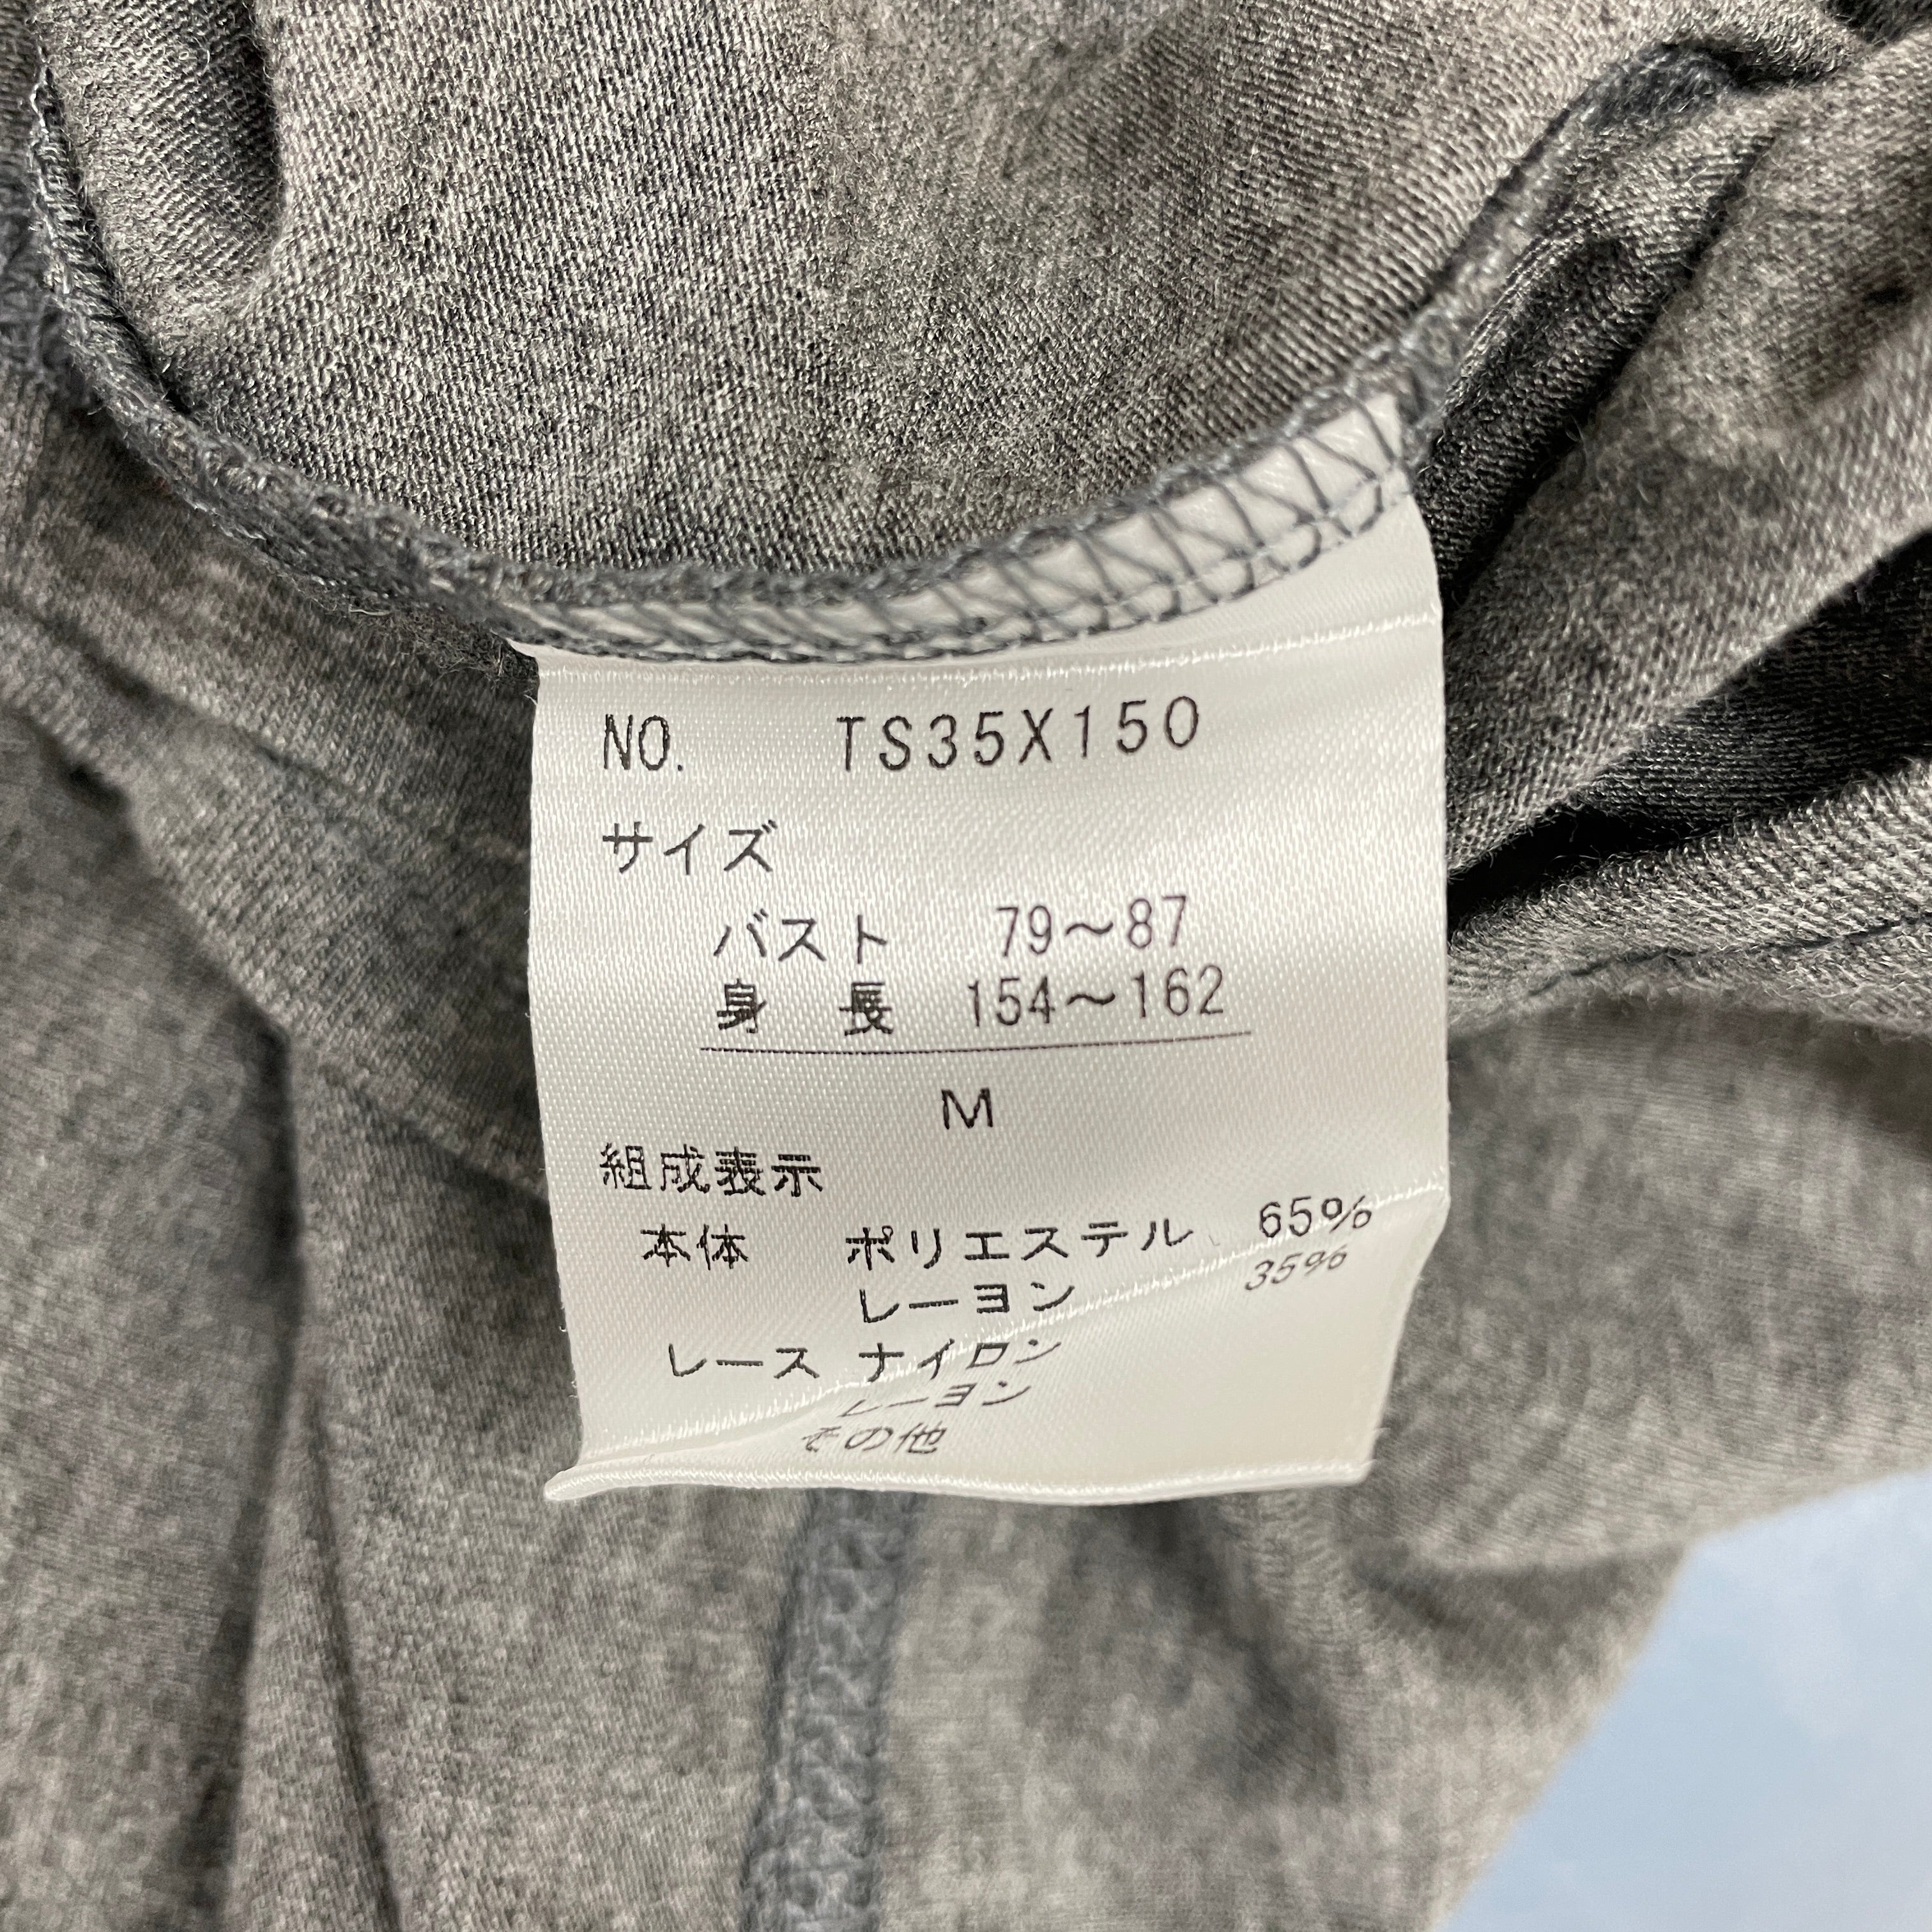 NO. TS35X150
サイズ
バスト 79～87
身 長 154～162
M
組成表示
本体 ポリエステル 65%
レーヨン 35%
レース ナイロン
レーヨン
その他